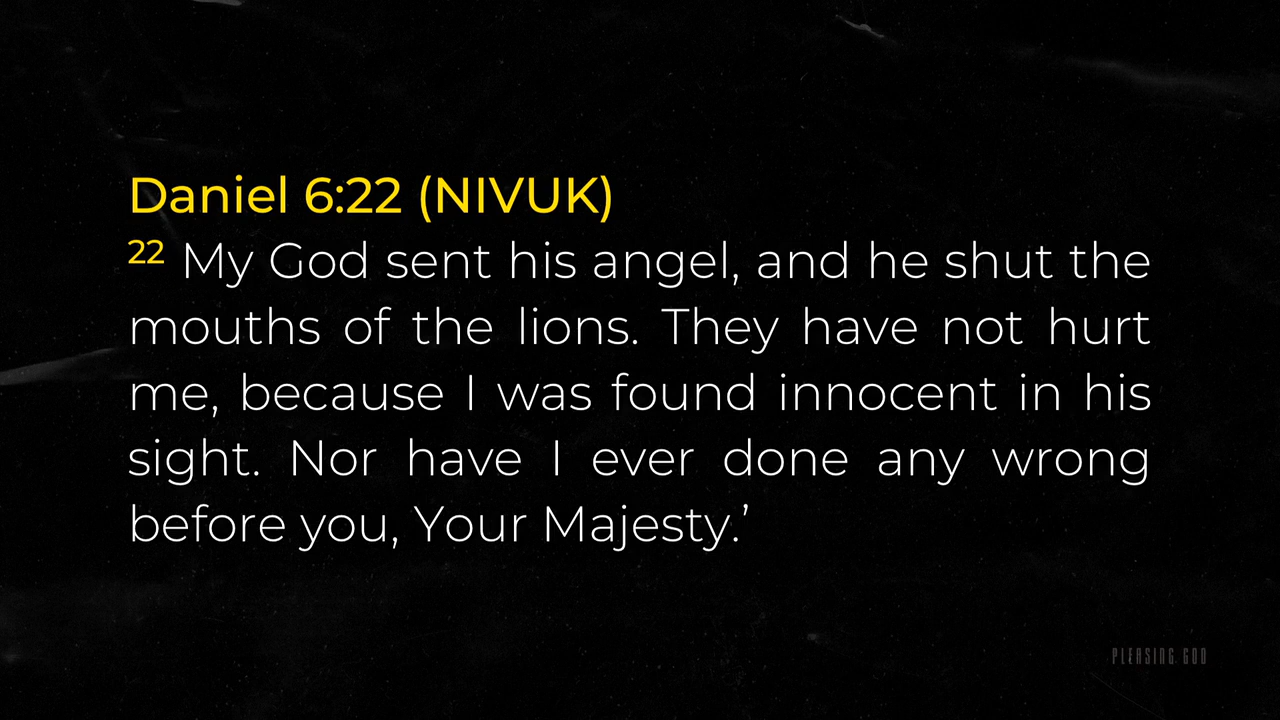 Daniel 6:22 (NIVUK)
22 My God sent his angel, and he shut the
mouths of the lions. They have not hurt
me, because I was found innocent in his
sight. Nor have I ever done any wrong
before you, Your Majesty.’
PLEASING GOD